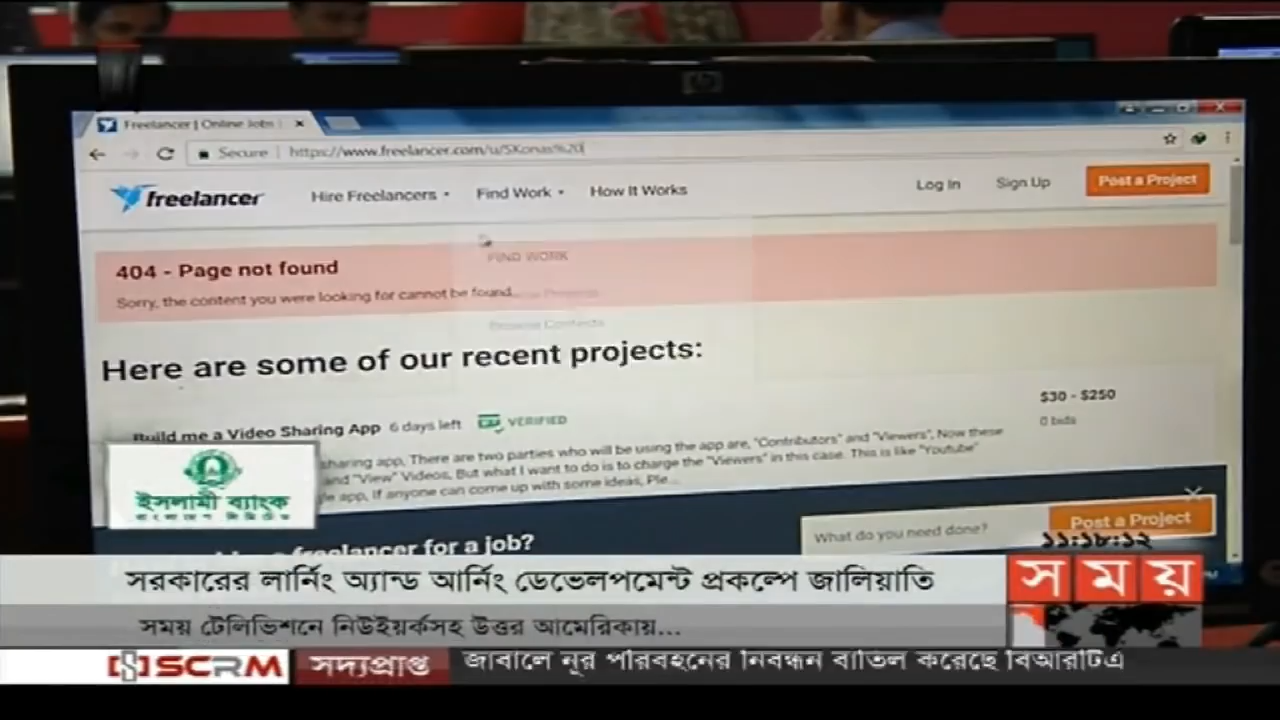 Freelancer | Online Jobs
Secure | https://www.freelancer.com/u/SKonas%20
freelancer Hire Freelancers Find Work How It Works Log In Sign Up Post a Project
404 - Page not found
FIND WORK
Sorry, the content you were looking for cannot be found.
Browse Contests
Here are some of our recent projects:
$30 - $250
Build me a Video Sharing App 6 days left VERIFIED
0 bids
sharing app, There are two parties who will be using the app are, "Contributors" and "Viewers", Now these
and "View" Videos, But what I want to do is to charge the "Viewers" in this case. This is like "Youtube"
app, If anyone can come up with some ideas, Ple...
ইসলামী ব্যাংক
বাংলাদেশ লিমিটেড
What do you need done? Post a Project
freelancer for a job?
১১:১৮:১২
সরকারের লার্নিং অ্যান্ড আর্নিং ডেভেলপমেন্ট প্রকল্পে জালিয়াতি
সময়
সময় টেলিভিশনে নিউইয়র্কসহ উত্তর আমেরিকায়...
SCRM সদ্যপ্রাপ্ত জাবালে নূর পরিবহনের নিবন্ধন বাতিল করেছে বিআরটিএ